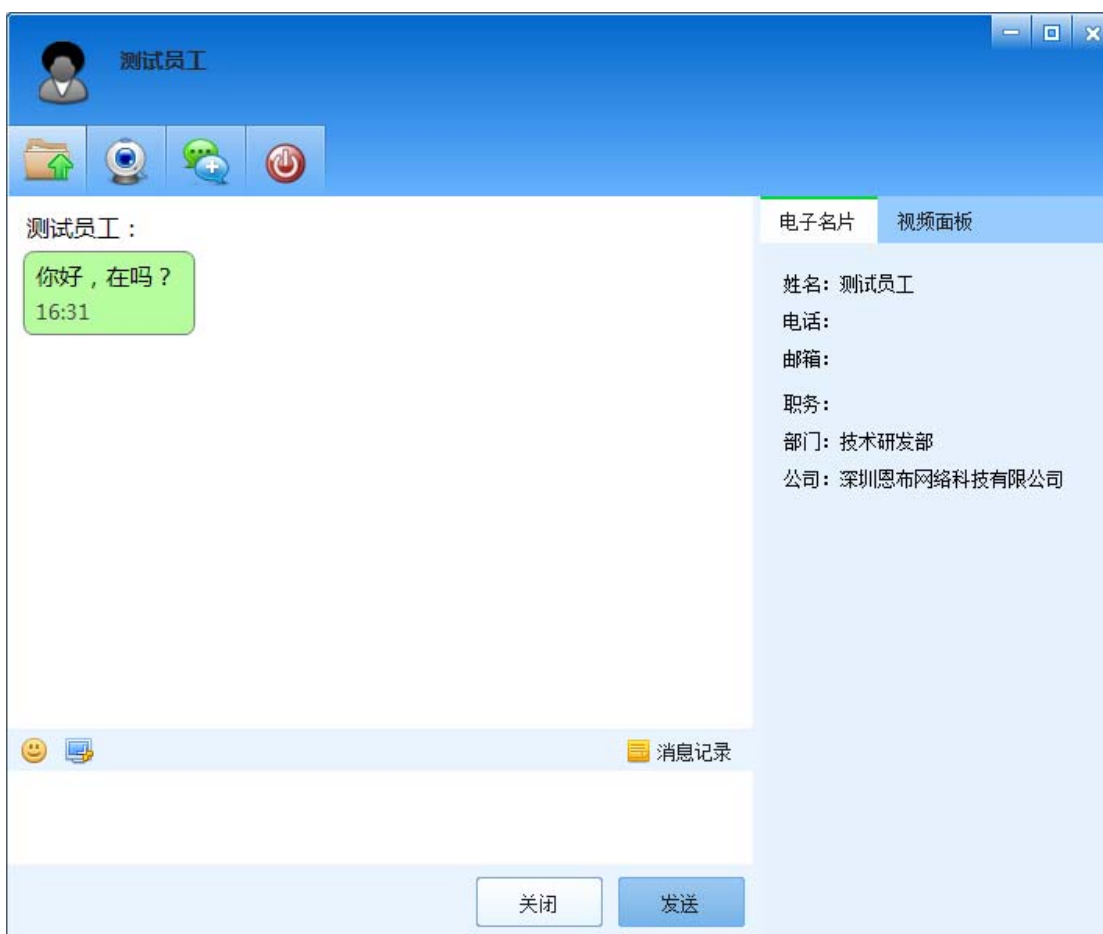 测试员工
测试员工：
你好，在吗？
16:31
电子名片
视频面板
姓名：测试员工
电话：
邮箱：
职务：
部门：技术研发部
公司：深圳恩布网络科技有限公司
消息记录
关闭
发送